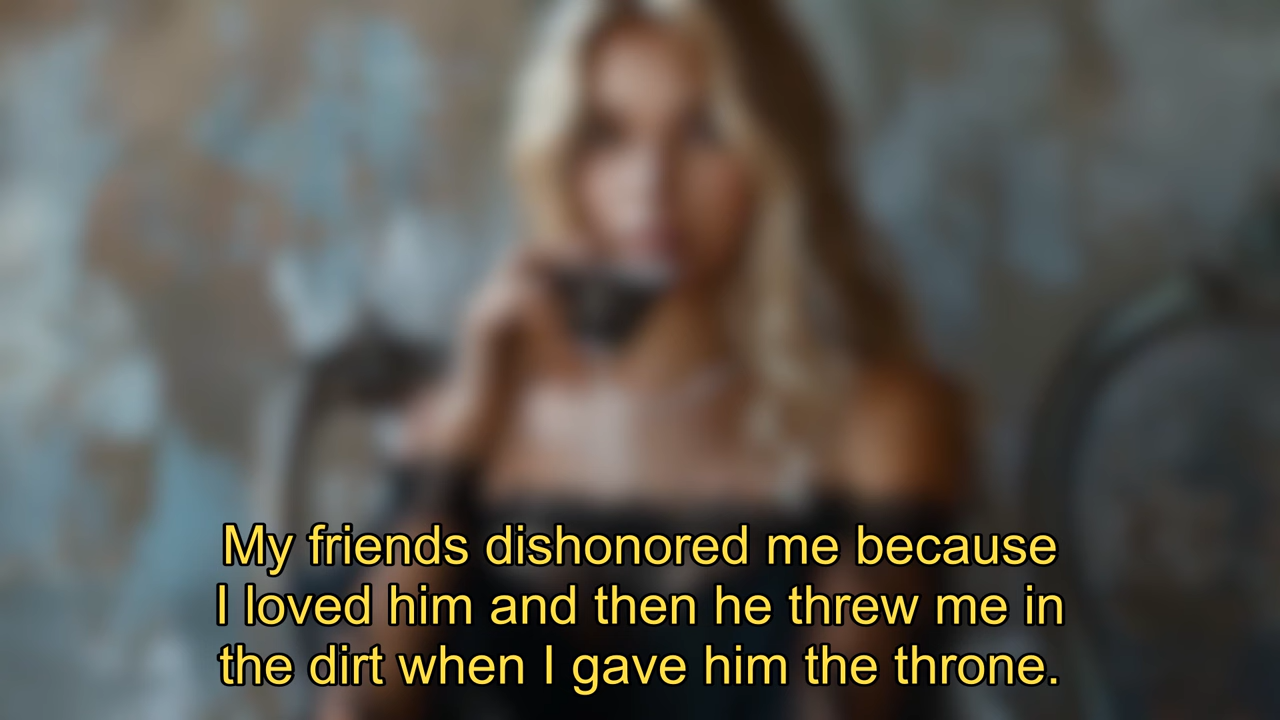 My friends dishonored me because
I loved him and then he threw me in
the dirt when I gave him the throne.